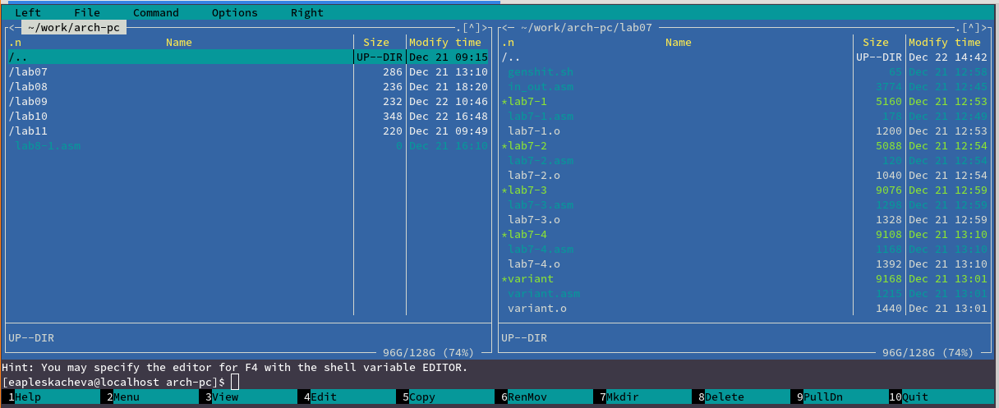 Left File Command Options Right
<─ ~/work/arch-pc .[^]>
.n Name Size Modify time
/.. UP--DIR Dec 21 09:15
/lab07 286 Dec 21 13:10
/lab08 236 Dec 21 18:20
/lab09 232 Dec 22 10:46
/lab10 348 Dec 22 16:48
/lab11 220 Dec 21 09:49
lab8-1.asm 0 Dec 21 16:10
UP--DIR
96G/128G (74%)
<─ ~/work/arch-pc/lab07 .[^]>
.n Name Size Modify time
/.. UP--DIR Dec 22 14:42
genshit.sh 65 Dec 21 12:58
in_out.asm 3774 Dec 21 12:45
*lab7-1 5160 Dec 21 12:53
lab7-1.asm 178 Dec 21 12:49
lab7-1.o 1200 Dec 21 12:53
*lab7-2 5088 Dec 21 12:54
lab7-2.asm 120 Dec 21 12:54
lab7-2.o 1040 Dec 21 12:54
*lab7-3 9076 Dec 21 12:59
lab7-3.asm 1298 Dec 21 12:59
lab7-3.o 1328 Dec 21 12:59
*lab7-4 9108 Dec 21 13:10
lab7-4.asm 1168 Dec 21 13:10
lab7-4.o 1392 Dec 21 13:10
*variant 9168 Dec 21 13:01
variant.asm 1215 Dec 21 13:01
variant.o 1440 Dec 21 13:01
UP--DIR
96G/128G (74%)
Hint: You may specify the editor for F4 with the shell variable EDITOR.
[eapleskacheva@localhost arch-pc]$
1Help 2Menu 3View 4Edit 5Copy 6RenMov 7Mkdir 8Delete 9PullDn 10Quit